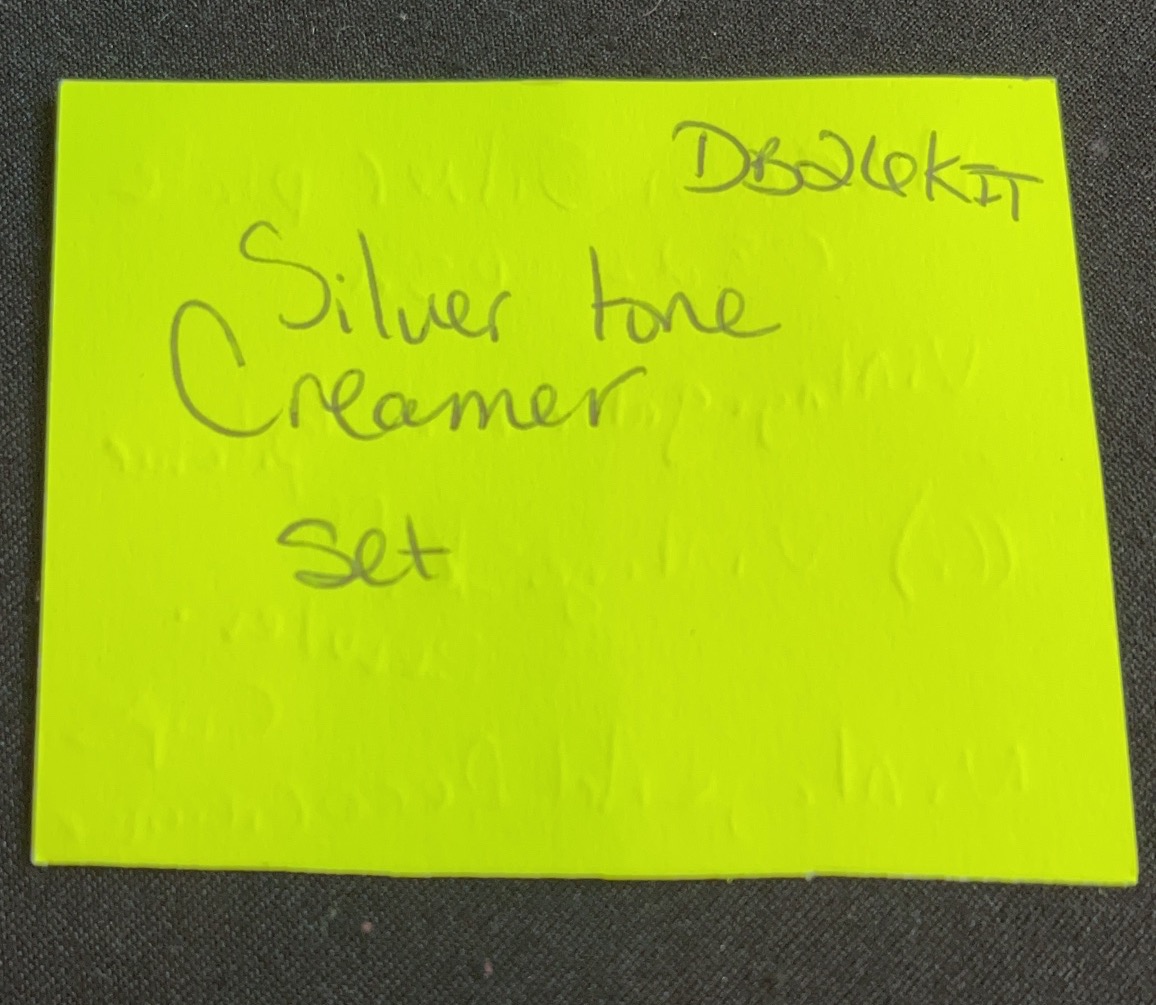 DB26KIT
Silver tone
Creamer
Set